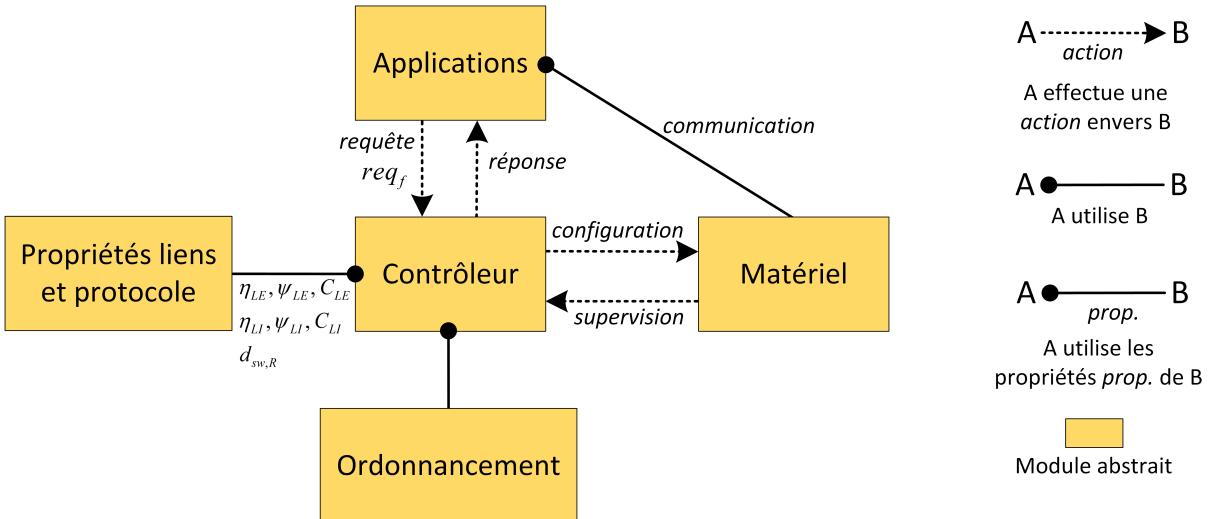 Applications
communication
requête
req_f
réponse
Propriétés liens
et protocole
η_LE, ψ_LE, C_LE
η_LI, ψ_LI, C_LI
d_sw,R
Contrôleur
configuration
supervision
Matériel
Ordonnancement
A B
action
A effectue une
action envers B
A B
A utilise B
A B
prop.
A utilise les
propriétés prop. de B
Module abstrait